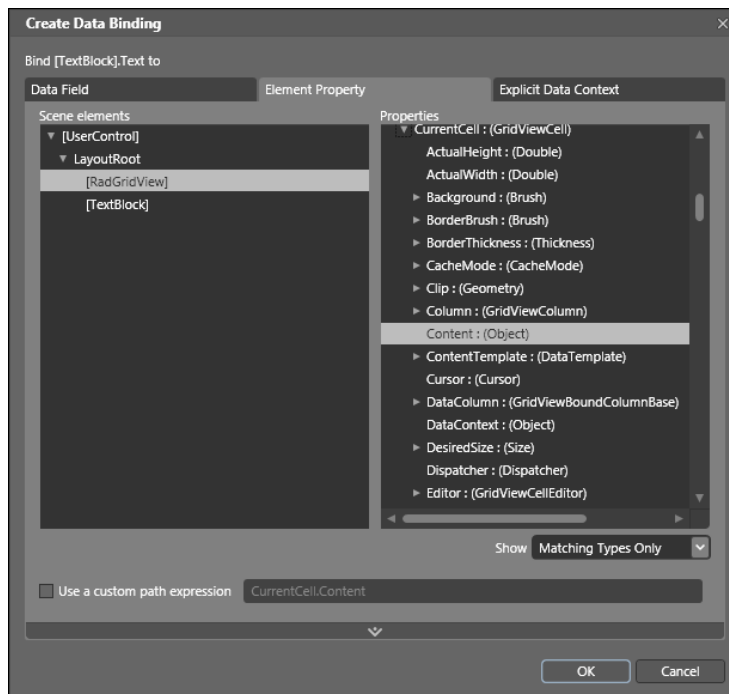 Create Data Binding
Bind [TextBlock].Text to
Data Field
Element Property
Explicit Data Context
Scene elements
[UserControl]
LayoutRoot
[RadGridView]
[TextBlock]
Properties
CurrentCell : (GridViewCell)
ActualHeight : (Double)
ActualWidth : (Double)
Background : (Brush)
BorderBrush : (Brush)
BorderThickness : (Thickness)
CacheMode : (CacheMode)
Clip : (Geometry)
Column : (GridViewColumn)
Content : (Object)
ContentTemplate : (DataTemplate)
Cursor : (Cursor)
DataColumn : (GridViewBoundColumnBase)
DataContext : (Object)
DesiredSize : (Size)
Dispatcher : (Dispatcher)
Editor : (GridViewCellEditor)
Show Matching Types Only
Use a custom path expression CurrentCell.Content
OK
Cancel